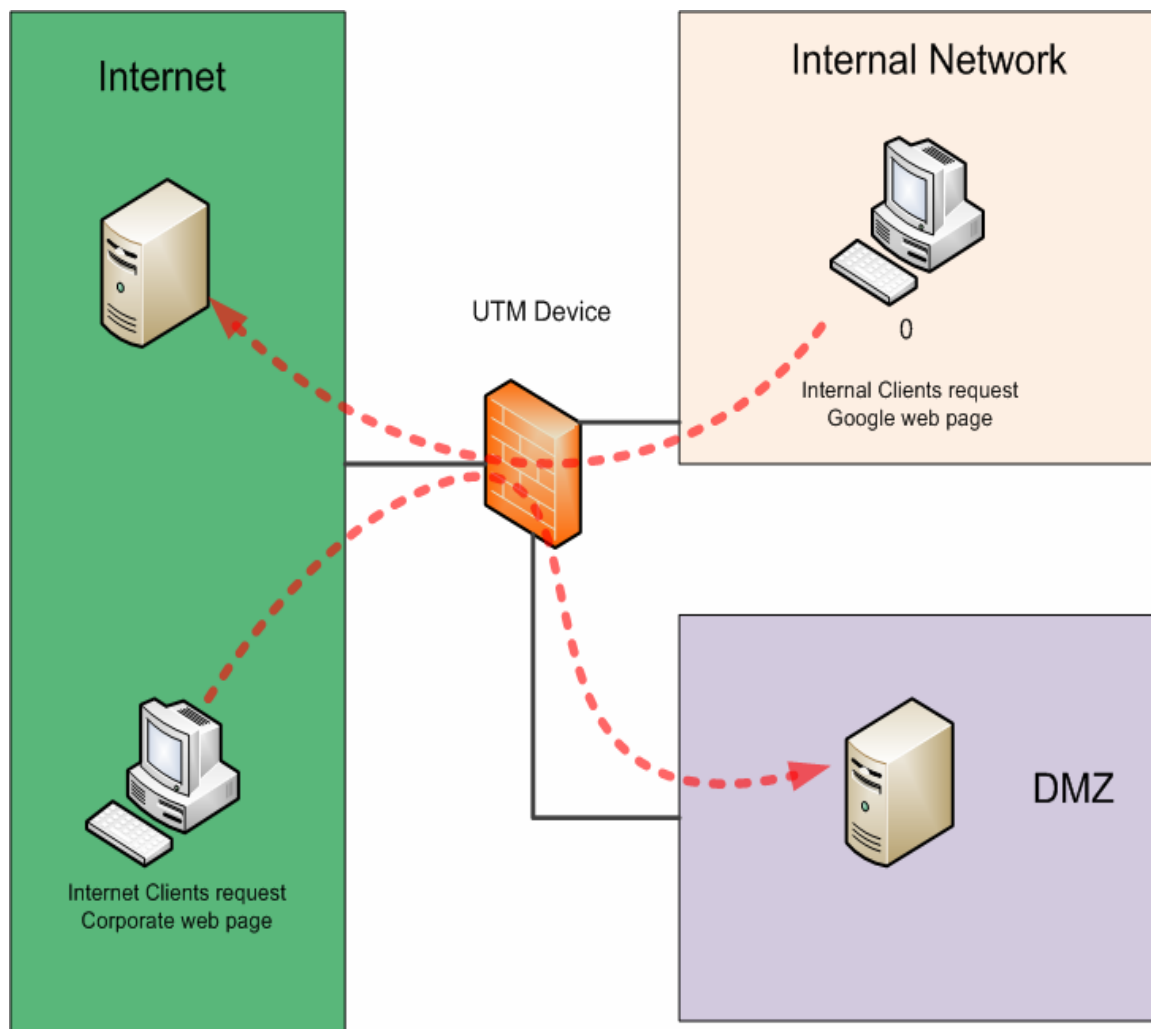 Internet
Internal Network
UTM Device
0
Internal Clients request
Google web page
DMZ
Internet Clients request
Corporate web page